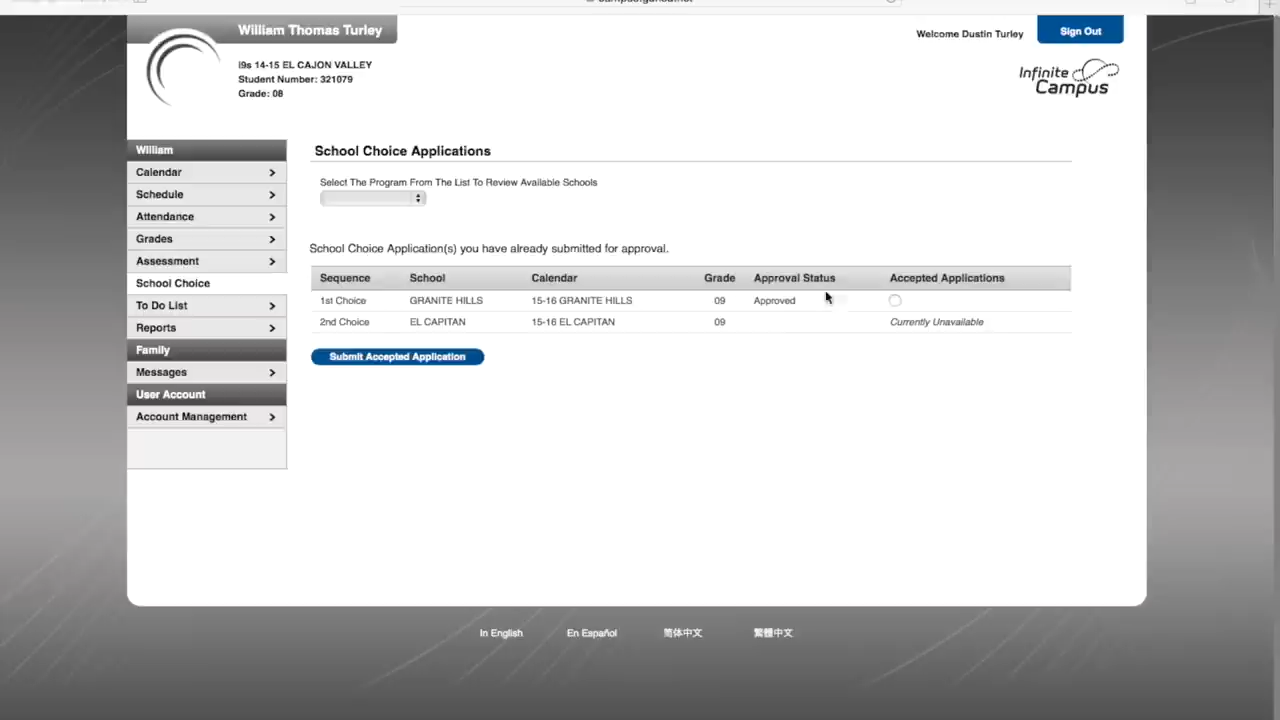 William Thomas Turley
Welcome Dustin Turley
Sign Out
I9s 14-15 EL CAJON VALLEY
Student Number: 321079
Grade: 08
Infinite
Campus
William
Calendar
Schedule
Attendance
Grades
Assessment
School Choice
To Do List
Reports
Family
Messages
User Account
Account Management
School Choice Applications
Select The Program From The List To Review Available Schools
School Choice Application(s) you have already submitted for approval.
Sequence School Calendar Grade Approval Status Accepted Applications
1st Choice GRANITE HILLS 15-16 GRANITE HILLS 09 Approved
2nd Choice EL CAPITAN 15-16 EL CAPITAN 09 Currently Unavailable
Submit Accepted Application
In English En Español 简体中文 繁體中文